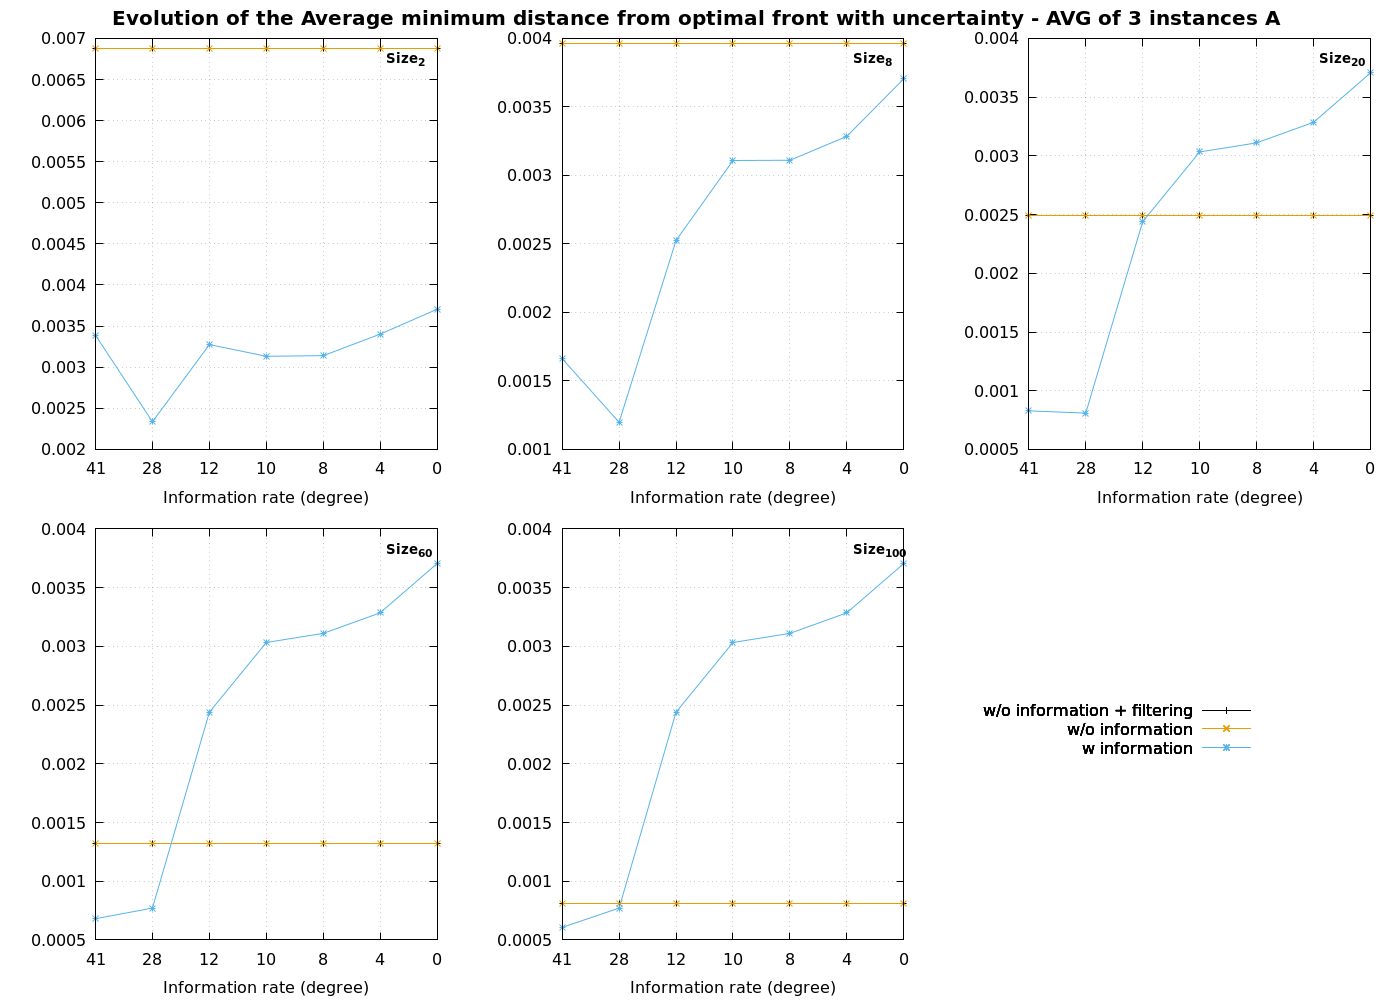 Evolution of the Average minimum distance from optimal front with uncertainty - AVG of 3 instances A
0.007
0.0065
0.006
0.0055
0.005
0.0045
0.004
0.0035
0.003
0.0025
0.002
Size2
41 28 12 10 8 4 0
Information rate (degree)
0.004
0.0035
0.003
0.0025
0.002
0.0015
0.001
Size8
41 28 12 10 8 4 0
Information rate (degree)
0.004
0.0035
0.003
0.0025
0.002
0.0015
0.001
0.0005
Size20
41 28 12 10 8 4 0
Information rate (degree)
0.004
0.0035
0.003
0.0025
0.002
0.0015
0.001
0.0005
Size60
41 28 12 10 8 4 0
Information rate (degree)
0.004
0.0035
0.003
0.0025
0.002
0.0015
0.001
0.0005
Size100
41 28 12 10 8 4 0
Information rate (degree)
w/o information + filtering
w/o information
w information